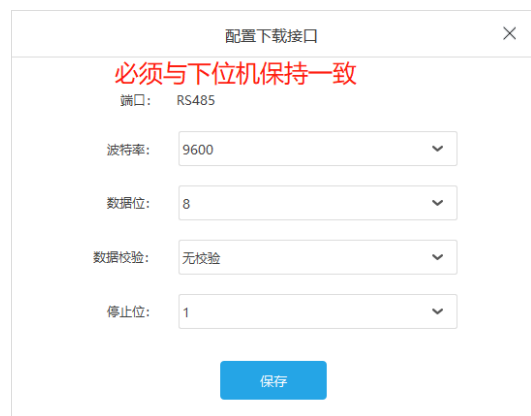 配置下载接口
必须与下位机保持一致
端口： RS485
波特率： 9600
数据位： 8
数据校验： 无校验
停止位： 1
保存